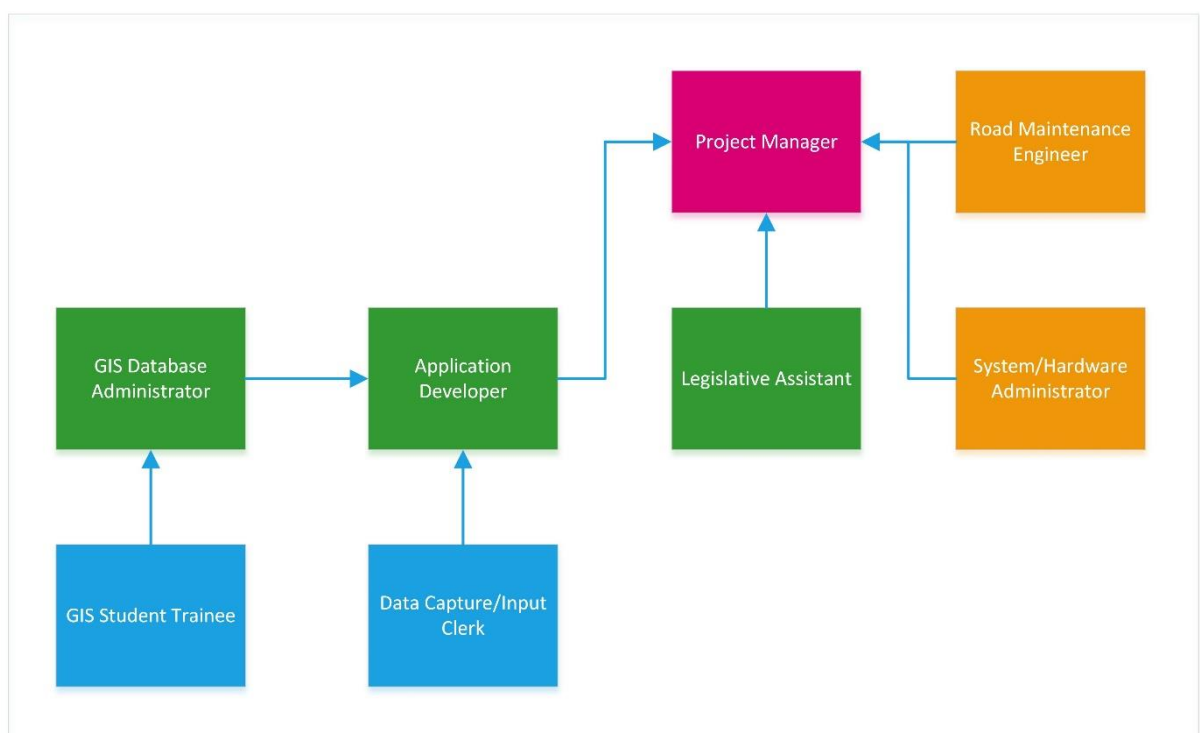 Project Manager
Road Maintenance
Engineer
GIS Database
Administrator
Application
Developer
Legislative Assistant
System/Hardware
Administrator
GIS Student Trainee
Data Capture/Input
Clerk